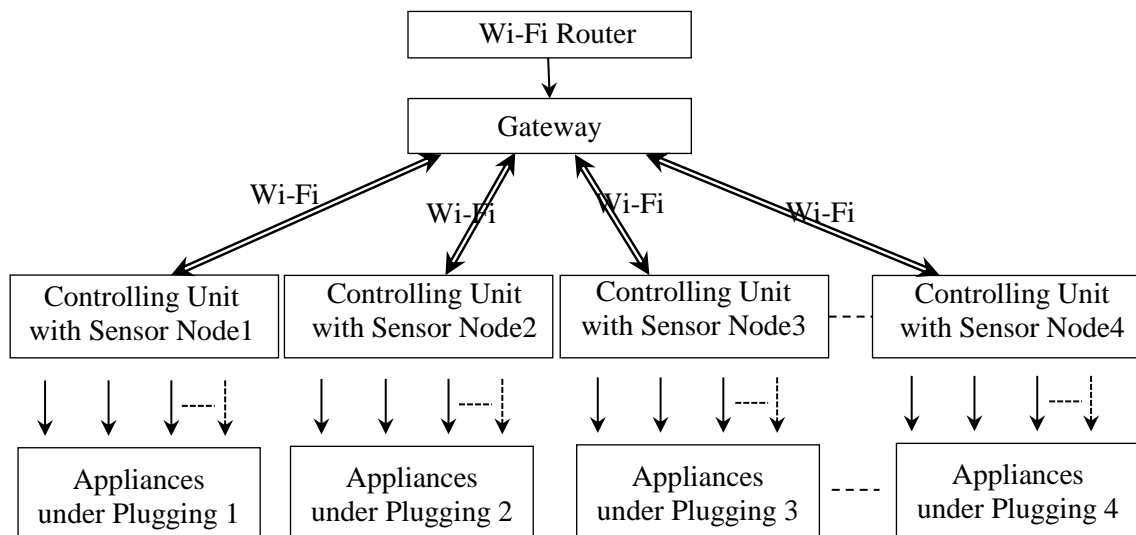 Wi-Fi Router
Gateway
Wi-Fi
Wi-Fi
Wi-Fi
Wi-Fi
Controlling Unit
with Sensor Node1
Controlling Unit
with Sensor Node2
Controlling Unit
with Sensor Node3
Controlling Unit
with Sensor Node4
Appliances
under Plugging 1
Appliances
under Plugging 2
Appliances
under Plugging 3
Appliances
under Plugging 4